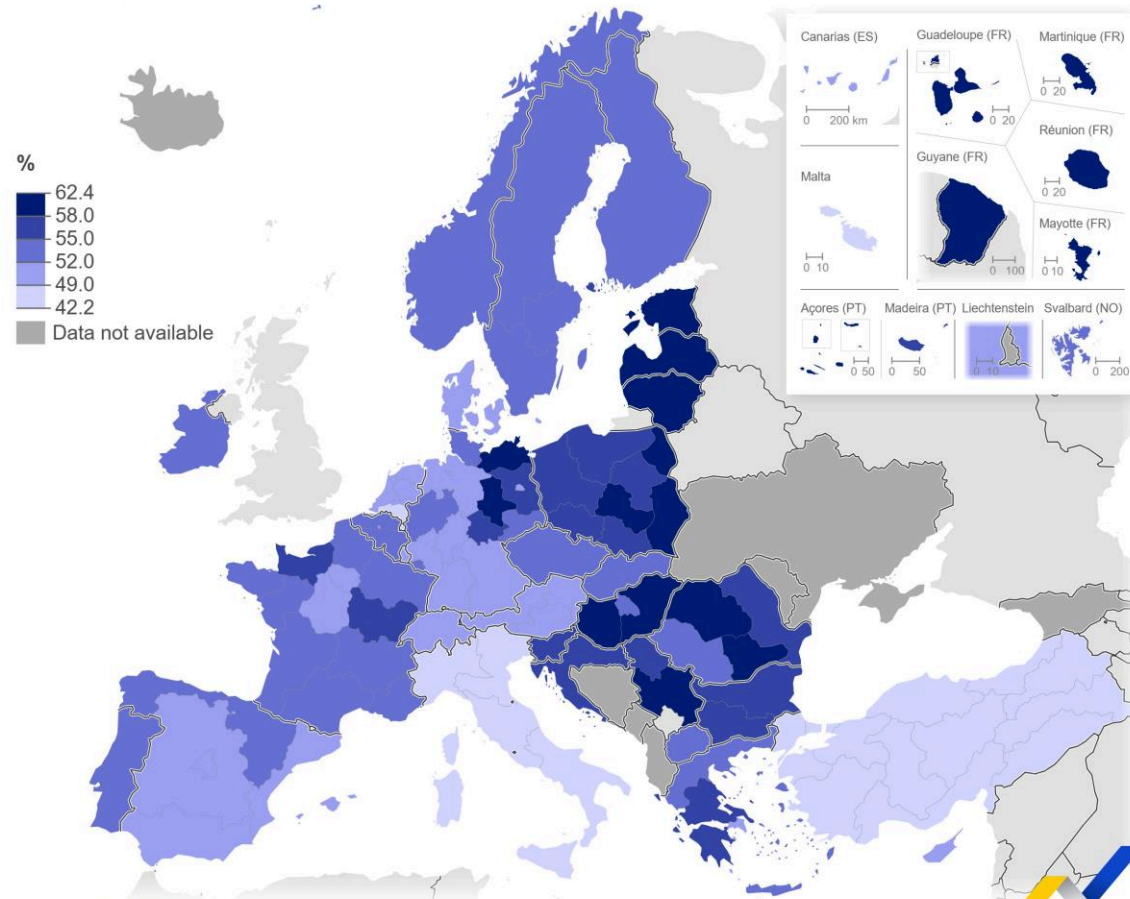 %
62.4
58.0
55.0
52.0
49.0
42.2
Data not available
Canarias (ES)
0 200 km
Guadeloupe (FR)
0 20
Martinique (FR)
0 20
Réunion (FR)
0 20
Malta
0 10
Guyane (FR)
0 100
Mayotte (FR)
0 10
Açores (PT)
0 50
Madeira (PT)
0 50
Liechtenstein
0 10
Svalbard (NO)
0 200